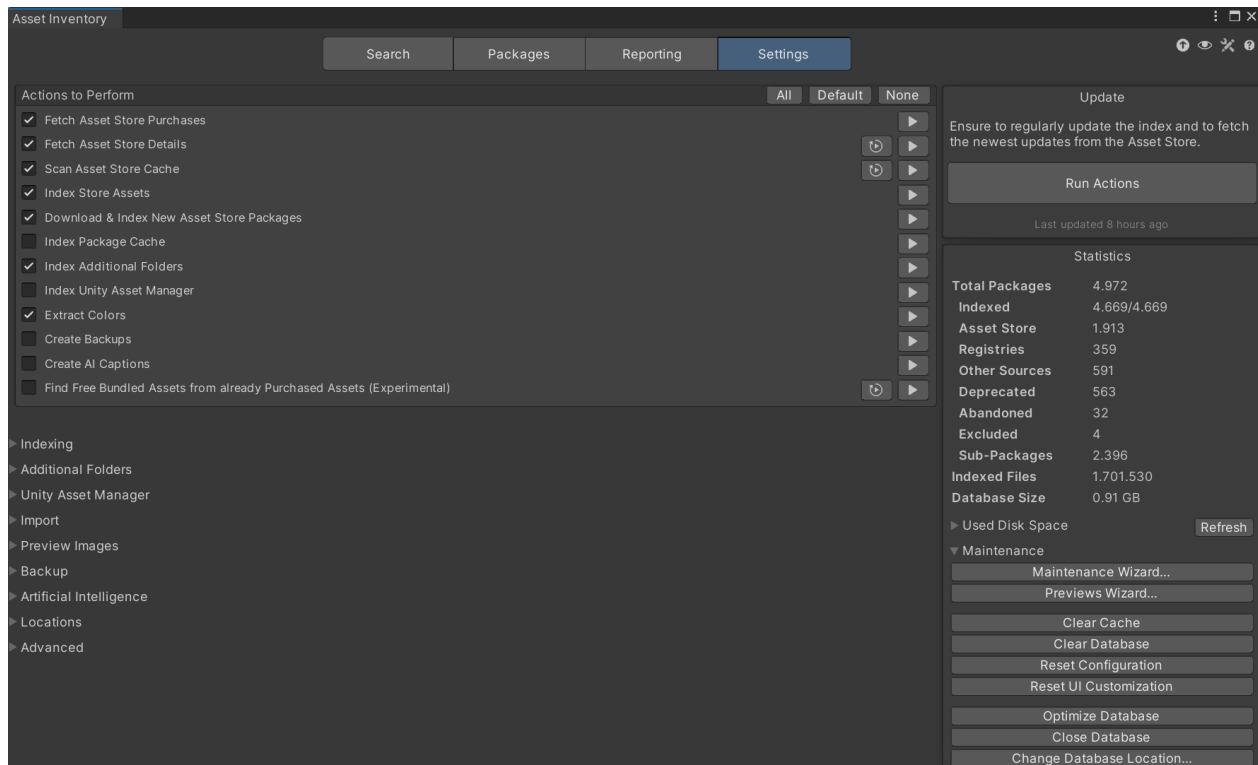 Asset Inventory
Search Packages Reporting Settings
Actions to Perform All Default None
Fetch Asset Store Purchases
Fetch Asset Store Details
Scan Asset Store Cache
Index Store Assets
Download & Index New Asset Store Packages
Index Package Cache
Index Additional Folders
Index Unity Asset Manager
Extract Colors
Create Backups
Create AI Captions
Find Free Bundled Assets from already Purchased Assets (Experimental)
Indexing
Additional Folders
Unity Asset Manager
Import
Preview Images
Backup
Artificial Intelligence
Locations
Advanced
Update
Ensure to regularly update the index and to fetch
the newest updates from the Asset Store.
Run Actions
Last updated 8 hours ago
Statistics
Total Packages 4.972
Indexed 4.669/4.669
Asset Store 1.913
Registries 359
Other Sources 591
Deprecated 563
Abandoned 32
Excluded 4
Sub-Packages 2.396
Indexed Files 1.701.530
Database Size 0.91 GB
Used Disk Space Refresh
Maintenance
Maintenance Wizard...
Previews Wizard...
Clear Cache
Clear Database
Reset Configuration
Reset UI Customization
Optimize Database
Close Database
Change Database Location...